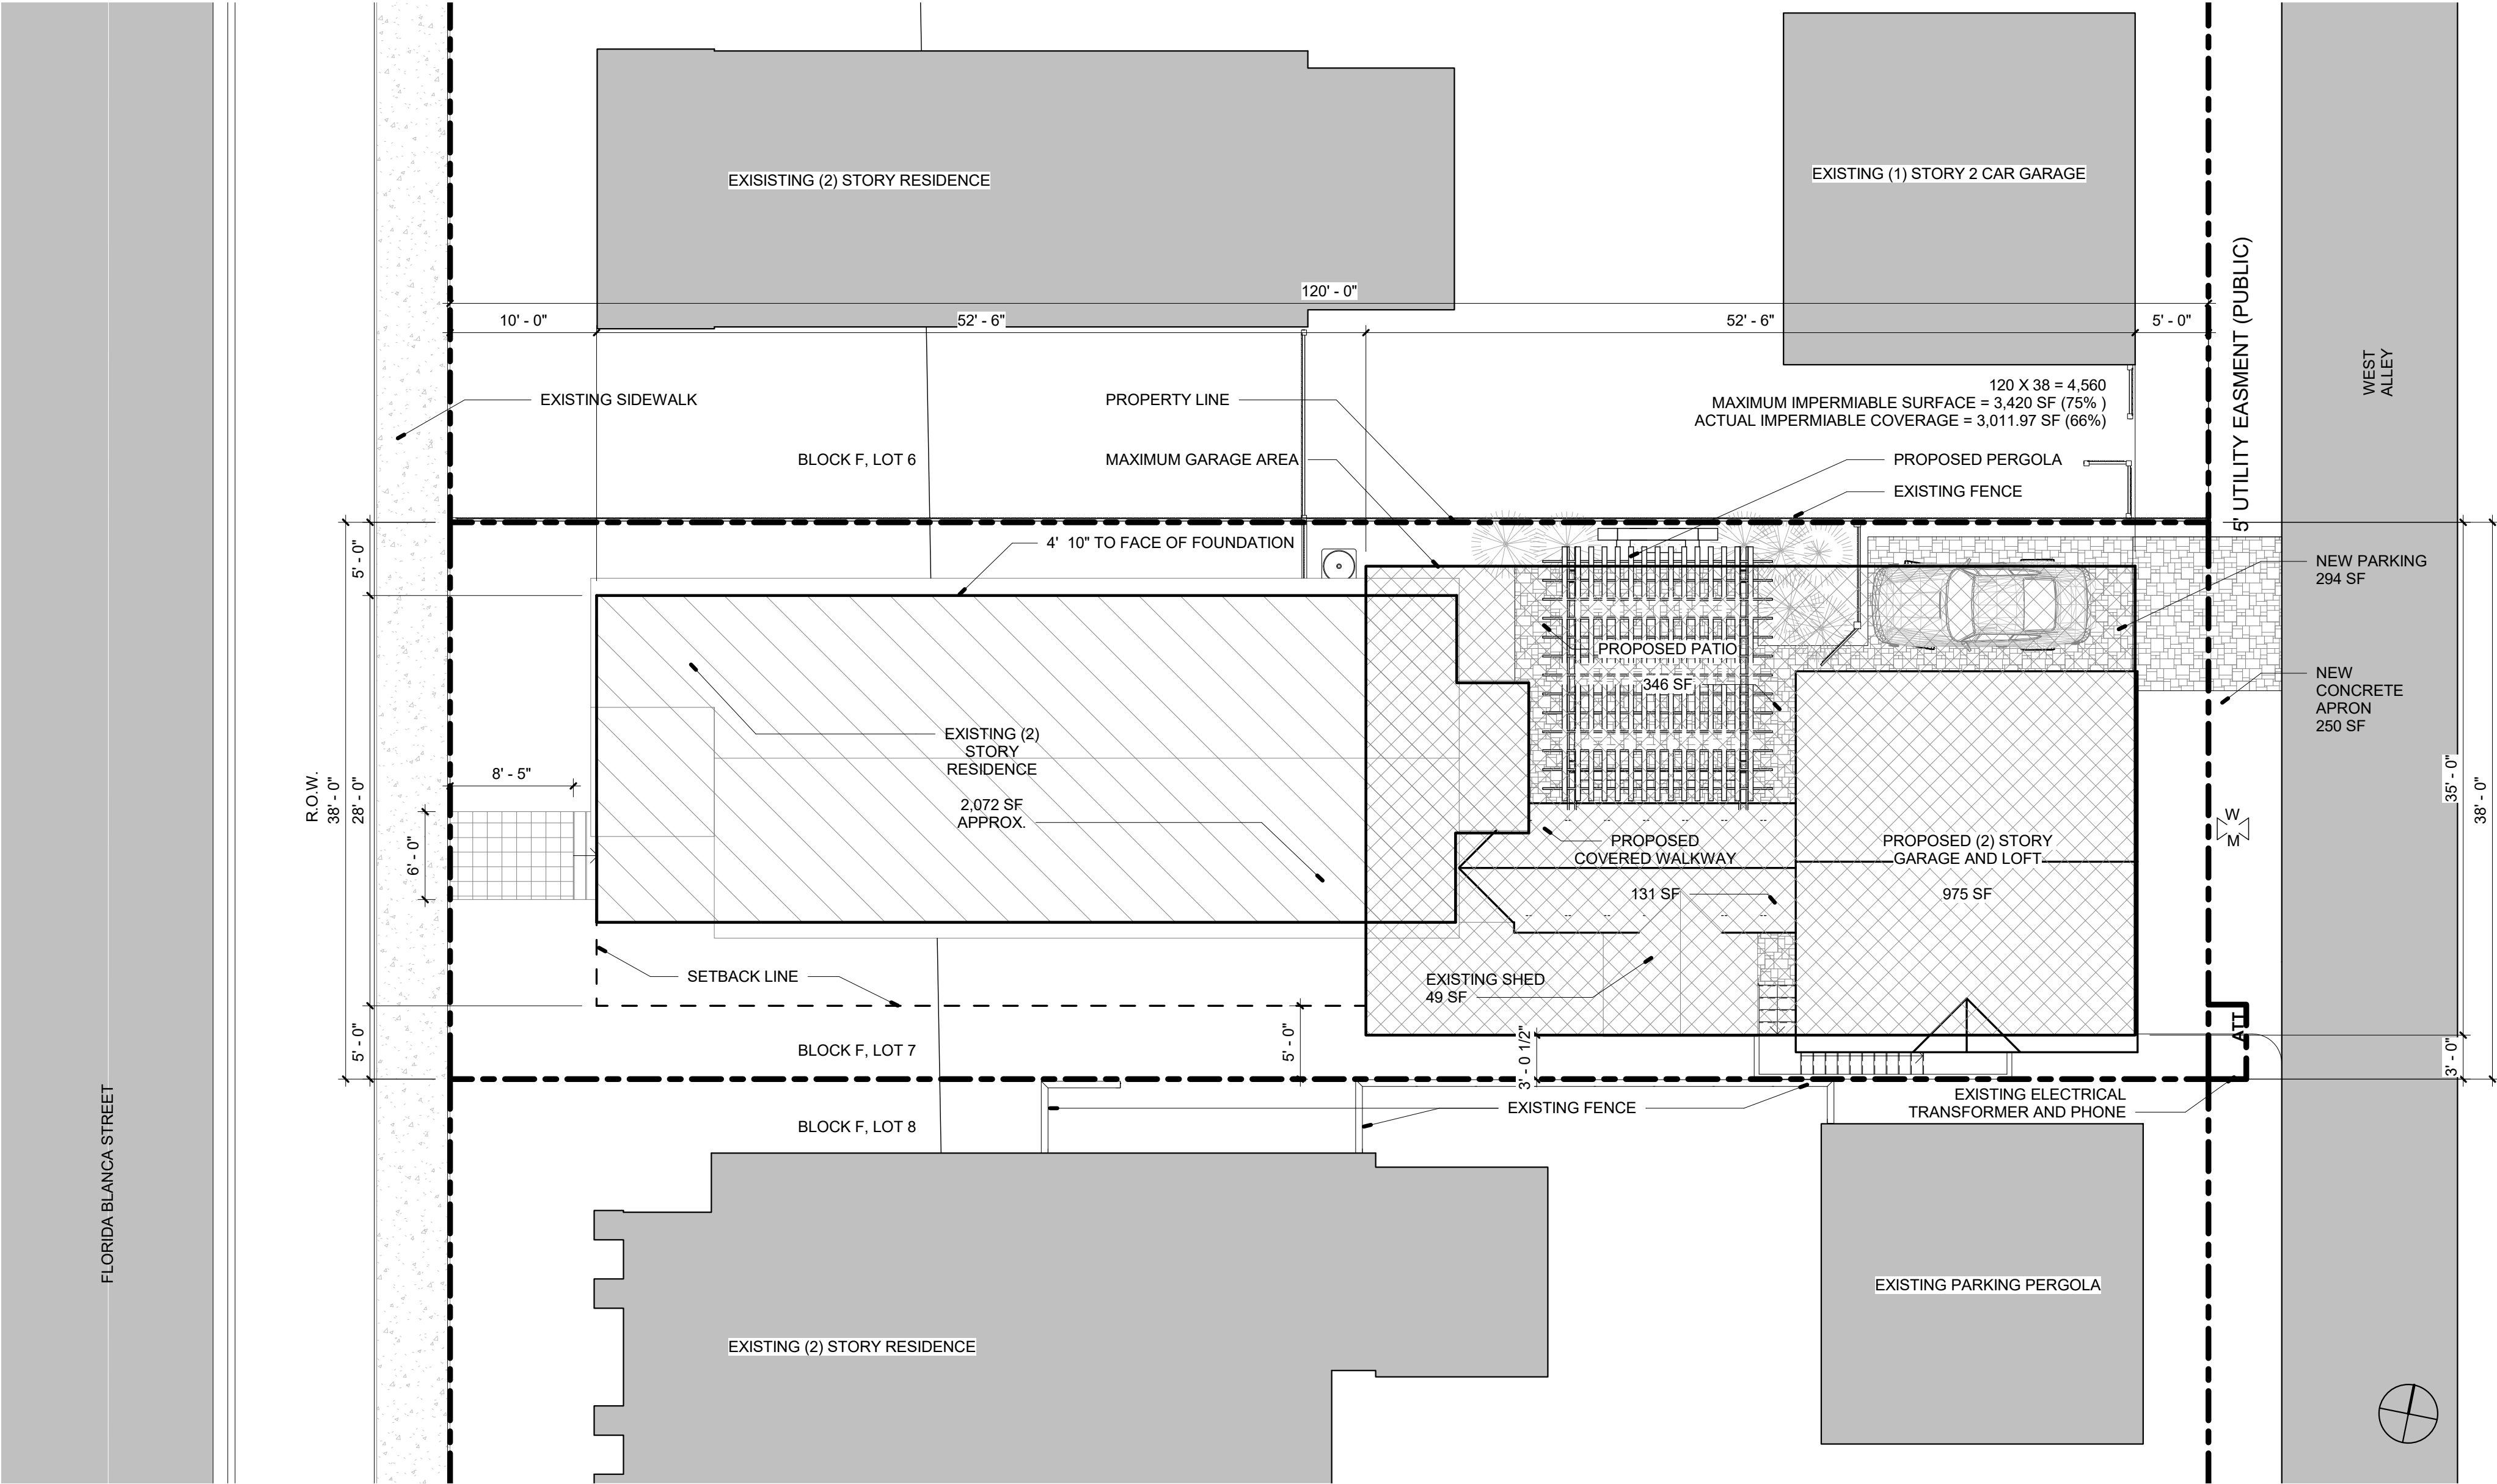 EXISISTING (2) STORY RESIDENCE
EXISTING (1) STORY 2 CAR GARAGE
5' UTILITY EASMENT (PUBLIC)
120' - 0"
10' - 0"
52' - 6"
52' - 6"
5' - 0"
WEST
ALLEY
120 X 38 = 4,560
MAXIMUM IMPERMIABLE SURFACE = 3,420 SF (75% )
ACTUAL IMPERMIABLE COVERAGE = 3,011.97 SF (66%)
EXISTING SIDEWALK
PROPERTY LINE
BLOCK F, LOT 6
MAXIMUM GARAGE AREA
PROPOSED PERGOLA
EXISTING FENCE
4'  10" TO FACE OF FOUNDATION
5' - 0"
NEW PARKING
294 SF
PROPOSED PATIO
346 SF
NEW
CONCRETE
APRON
250 SF
EXISTING (2)
STORY
RESIDENCE
2,072 SF
APPROX.
8' - 5"
R.O.W.
38' - 0"
28' - 0"
6' - 0"
35' - 0"
38' - 0"
W
M
PROPOSED
COVERED WALKWAY
131 SF
PROPOSED (2) STORY
GARAGE AND LOFT
975 SF
SETBACK LINE
EXISTING SHED
49 SF
5' - 0"
5' - 0"
3' - 0 1/2"
ATT
3' - 0"
BLOCK F, LOT 7
EXISTING FENCE
EXISTING ELECTRICAL
TRANSFORMER AND PHONE
BLOCK F, LOT 8
FLORIDA BLANCA STREET
EXISTING PARKING PERGOLA
EXISTING (2) STORY RESIDENCE